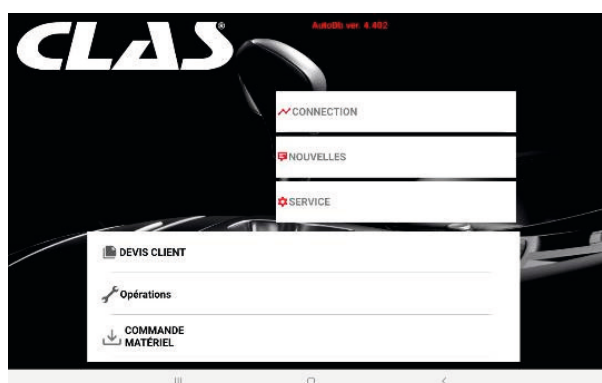 CLAS®
AutoDb ver. 4.402
CONNECTION
NOUVELLES
SERVICE
DEVIS CLIENT
Opérations
COMMANDE
MATÉRIEL